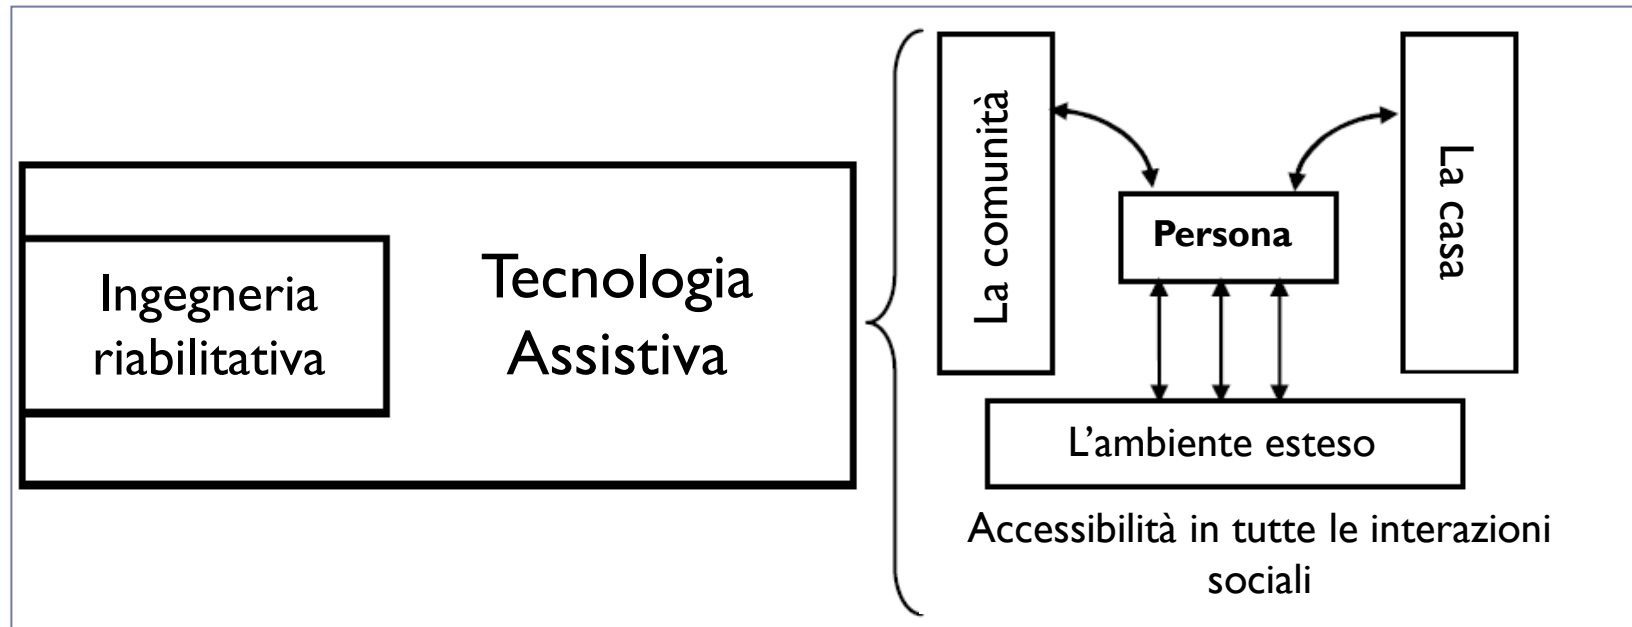 Ingegneria
riabilitativa
Tecnologia
Assistiva
La comunità
Persona
La casa
L’ambiente esteso
Accessibilità in tutte le interazioni
sociali